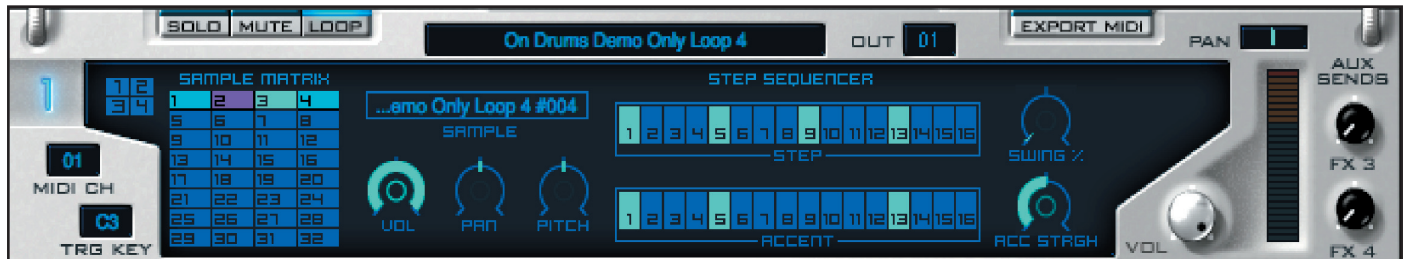 SOLO MUTE LOOP
On Drums Demo Only Loop 4
OUT 01
EXPORT MIDI
PAN
AUX SENDS
1
1 2
3 4
SAMPLE MATRIX
1 2 3 4
5 6 7 8
9 10 11 12
13 14 15 16
17 18 19 20
21 22 23 24
25 26 27 28
29 30 31 32
...emo Only Loop 4 #004
SAMPLE
VOL PAN PITCH
STEP SEQUENCER
1 2 3 4 5 6 7 8 9 10 11 12 13 14 15 16
STEP
1 2 3 4 5 6 7 8 9 10 11 12 13 14 15 16
ACCENT
SWING %
ACC STRGH
01
MIDI CH
C3
TRG KEY
VOL
FX 3
FX 4